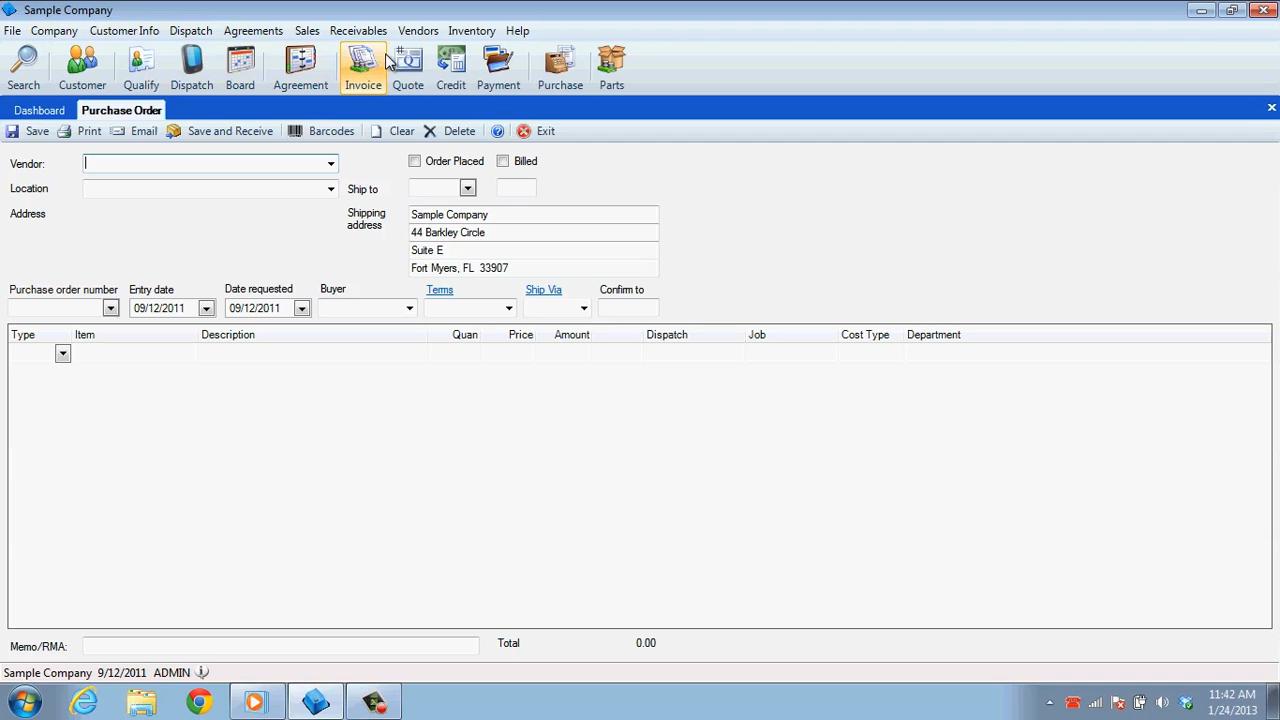 Sample Company
File Company Customer Info Dispatch Agreements Sales Receivables Vendors Inventory Help
Search Customer Qualify Dispatch Board Agreement Invoice Quote Credit Payment Purchase Parts
Dashboard Purchase Order
Save Print Email Save and Receive Barcodes Clear Delete Exit
Vendor: Order Placed Billed
Location Ship to
Address Shipping address
Sample Company
44 Barkley Circle
Suite E
Fort Myers, FL 33907
Purchase order number Entry date Date requested Buyer Terms Ship Via Confirm to
09/12/2011 09/12/2011
Type Item Description Quan Price Amount Dispatch Job Cost Type Department
Memo/RMA: Total 0.00
Sample Company 9/12/2011 ADMIN
11:42 AM
1/24/2013